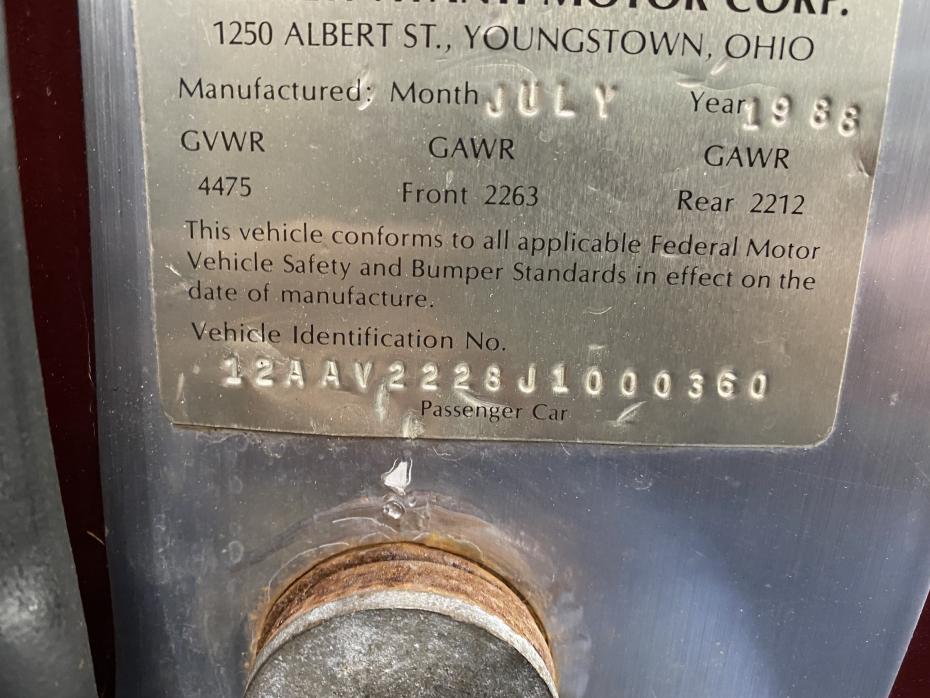 MOTOR CORP.
1250 ALBERT ST., YOUNGSTOWN, OHIO
Manufactured: Month JULY Year 1988
GVWR GAWR GAWR
4475 Front 2263 Rear 2212
This vehicle conforms to all applicable Federal Motor
Vehicle Safety and Bumper Standards in effect on the
date of manufacture.
Vehicle Identification No.
12AAV2228J1000360
Passenger Car